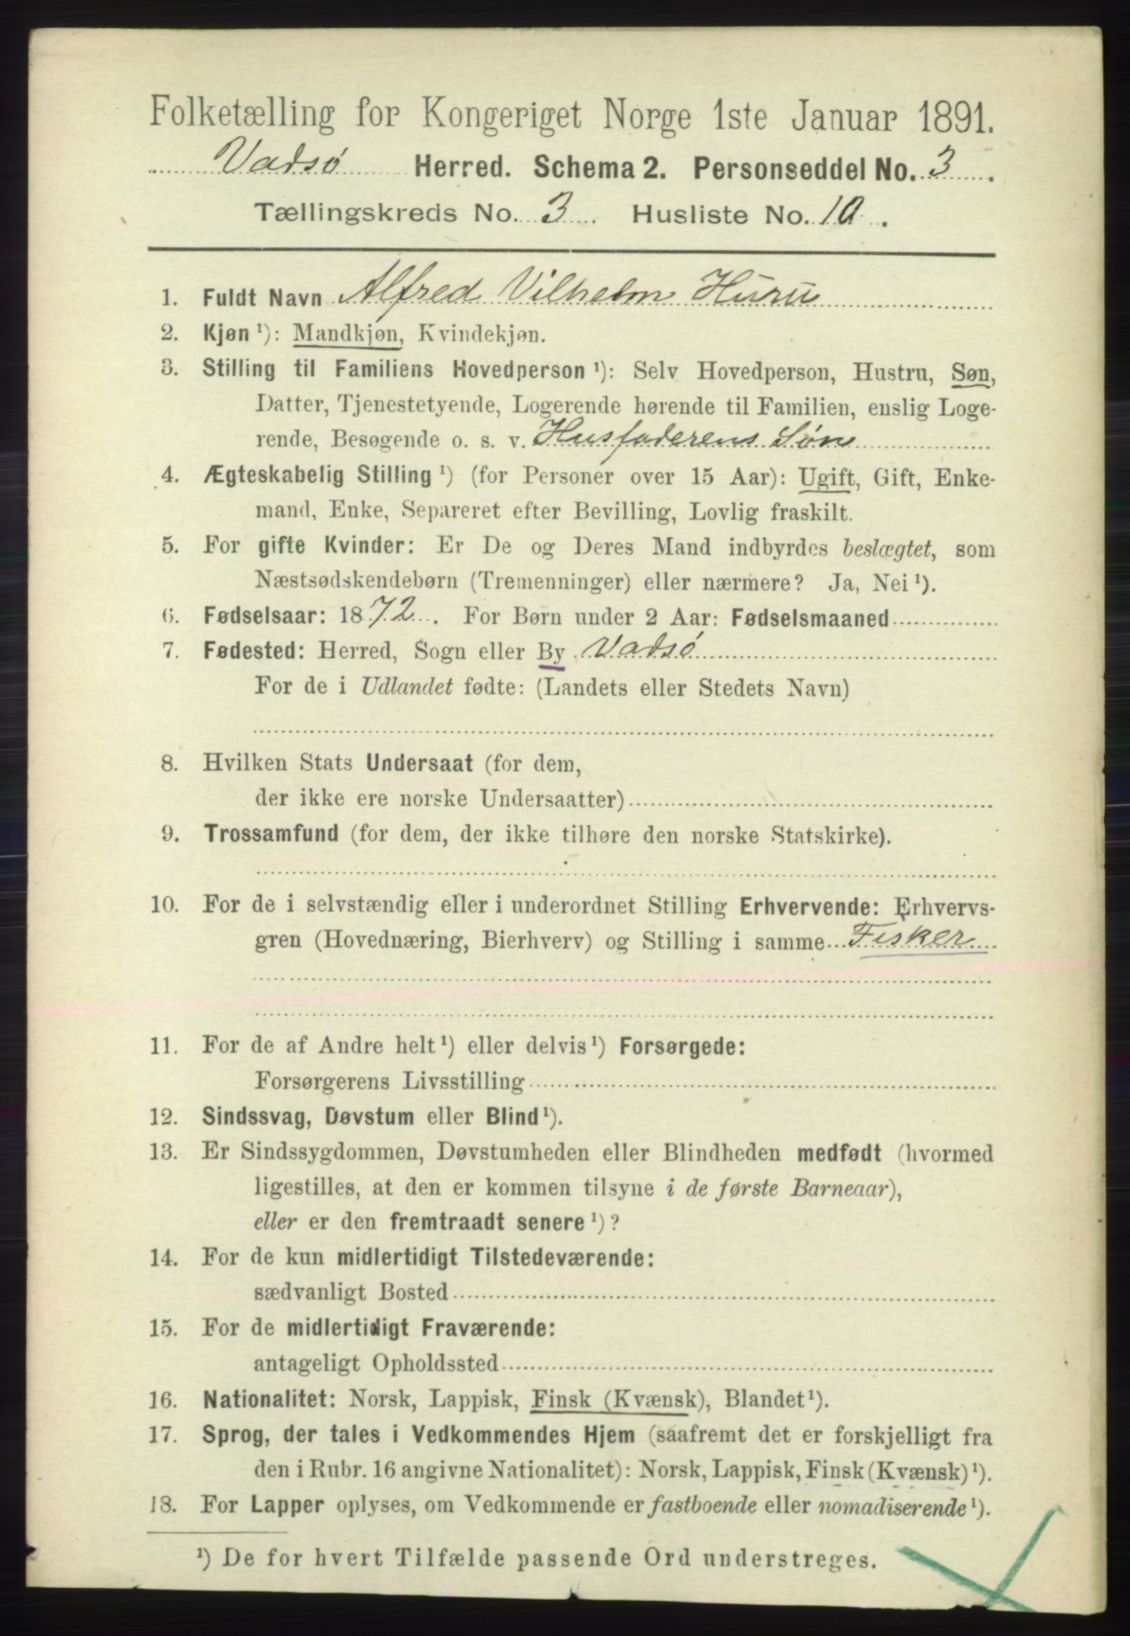 Folketælling for Kongeriget Norge 1ste Januar 1891.
Vadsø Herred. Schema 2. Personseddel No. 3.
Tællingskreds No. 3. Husliste No. 10.
1. Fuldt Navn Alfred Vilhelm Huru
2. Kjøn ¹): Mandkjøn, Kvindekjøn.
3. Stilling til Familiens Hovedperson ¹): Selv Hovedperson, Hustru, Søn,
Datter, Tjenestetyende, Logerende hørende til Familien, enslig Loge-
rende, Besøgende o. s. v. Husfaderens Søn
4. Ægteskabelig Stilling ¹) (for Personer over 15 Aar): Ugift, Gift, Enke-
mand, Enke, Separeret efter Bevilling, Lovlig fraskilt.
5. For gifte Kvinder: Er De og Deres Mand indbyrdes beslægtet, som
Næstsødskendebørn (Tremenninger) eller nærmere? Ja, Nei ¹).
6. Fødselsaar: 1872. For Børn under 2 Aar: Fødselsmaaned
7. Fødested: Herred, Sogn eller By Vadsø
For de i Udlandet fødte: (Landets eller Stedets Navn)
8. Hvilken Stats Undersaat (for dem,
der ikke ere norske Undersaatter)
9. Trossamfund (for dem, der ikke tilhøre den norske Statskirke).
10. For de i selvstændig eller i underordnet Stilling Erhvervende: Erhvervs-
gren (Hovednæring, Bierhverv) og Stilling i samme Fisker
11. For de af Andre helt ¹) eller delvis ¹) Forsørgede:
Forsørgerens Livsstilling
12. Sindssvag, Døvstum eller Blind ¹).
13. Er Sindssygdommen, Døvstumheden eller Blindheden medfødt (hvormed
ligestilles, at den er kommen tilsyne i de første Barneaar),
eller er den fremtraadt senere ¹)?
14. For de kun midlertidigt Tilstedeværende:
sædvanligt Bosted
15. For de midlertidigt Fraværende:
antageligt Opholdssted
16. Nationalitet: Norsk, Lappisk, Finsk (Kvænsk), Blandet ¹).
17. Sprog, der tales i Vedkommendes Hjem (saafremt det er forskjelligt fra
den i Rubr. 16 angivne Nationalitet): Norsk, Lappisk, Finsk (Kvænsk) ¹).
18. For Lapper oplyses, om Vedkommende er fastboende eller nomadiserende ¹).
¹) De for hvert Tilfælde passende Ord understreges.